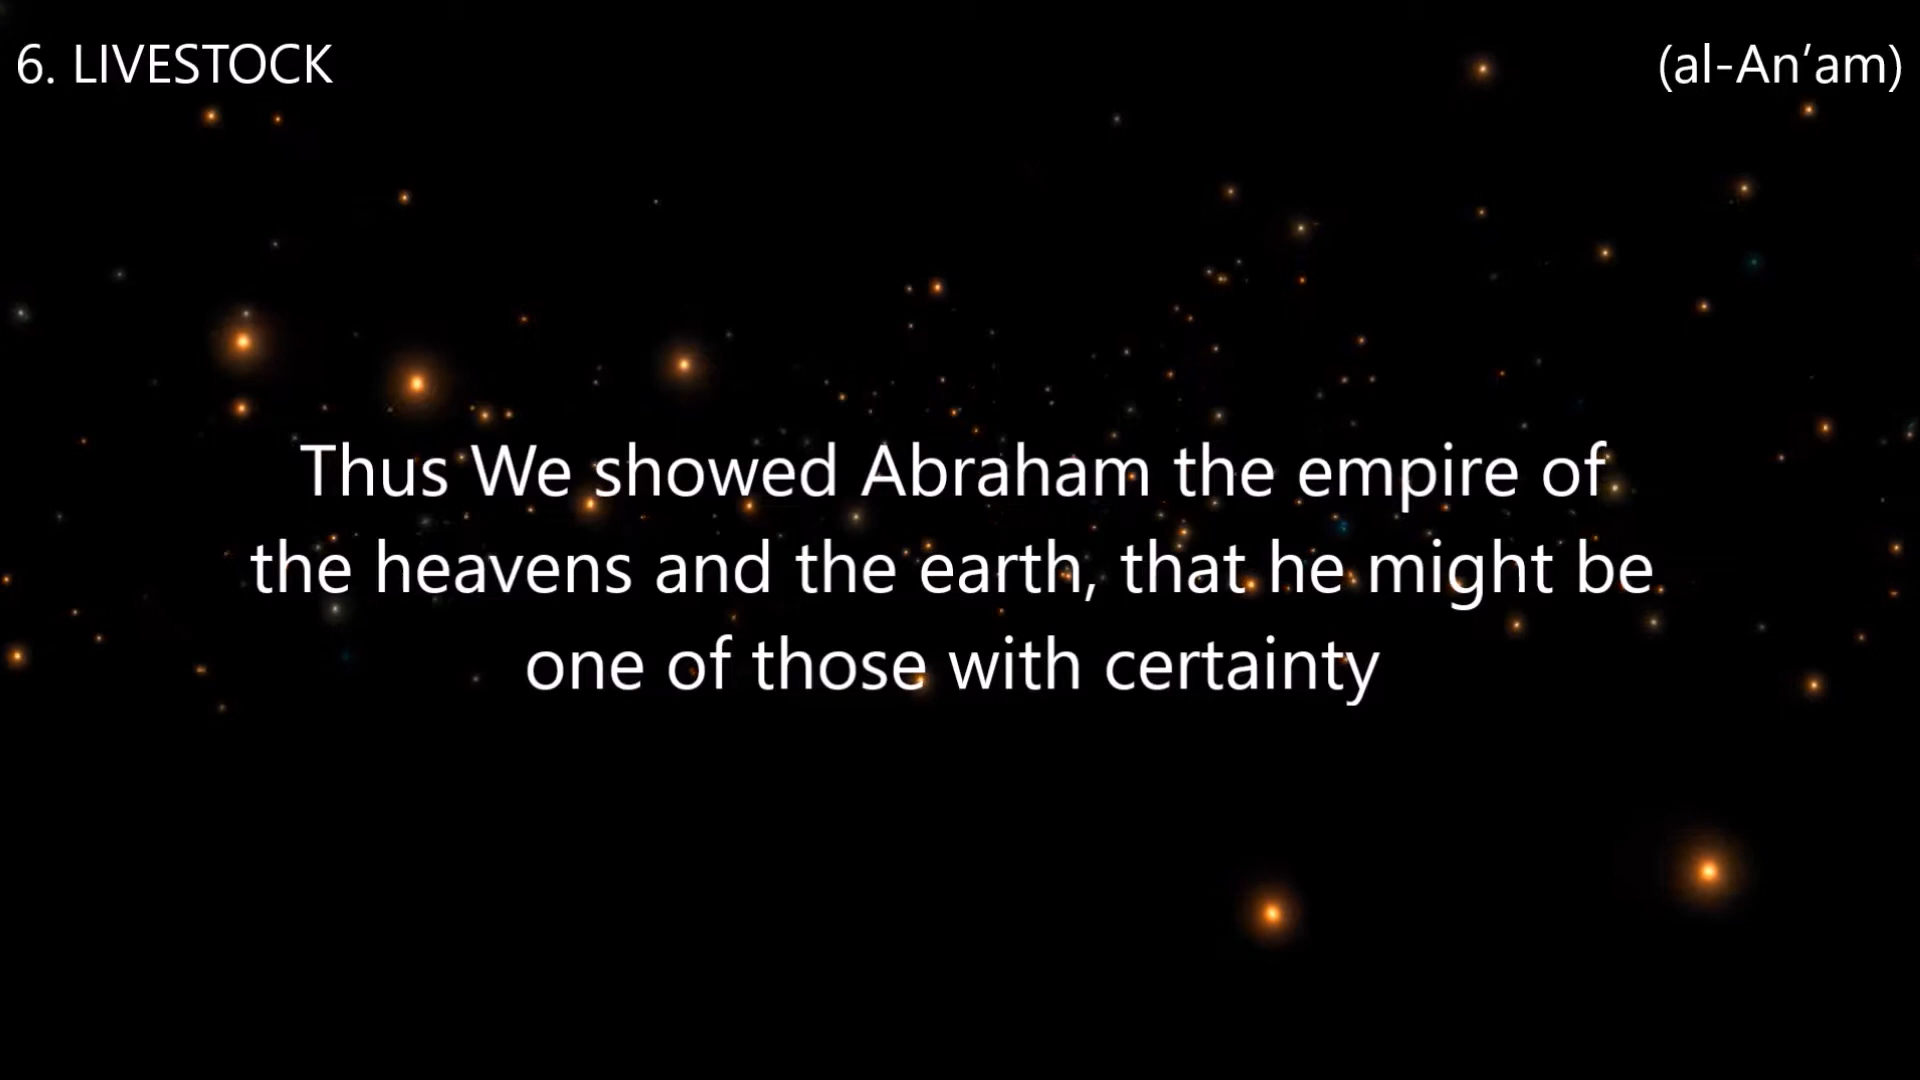 6. LIVESTOCK
(al-An’am)
Thus We showed Abraham the empire of
the heavens and the earth, that he might be
one of those with certainty